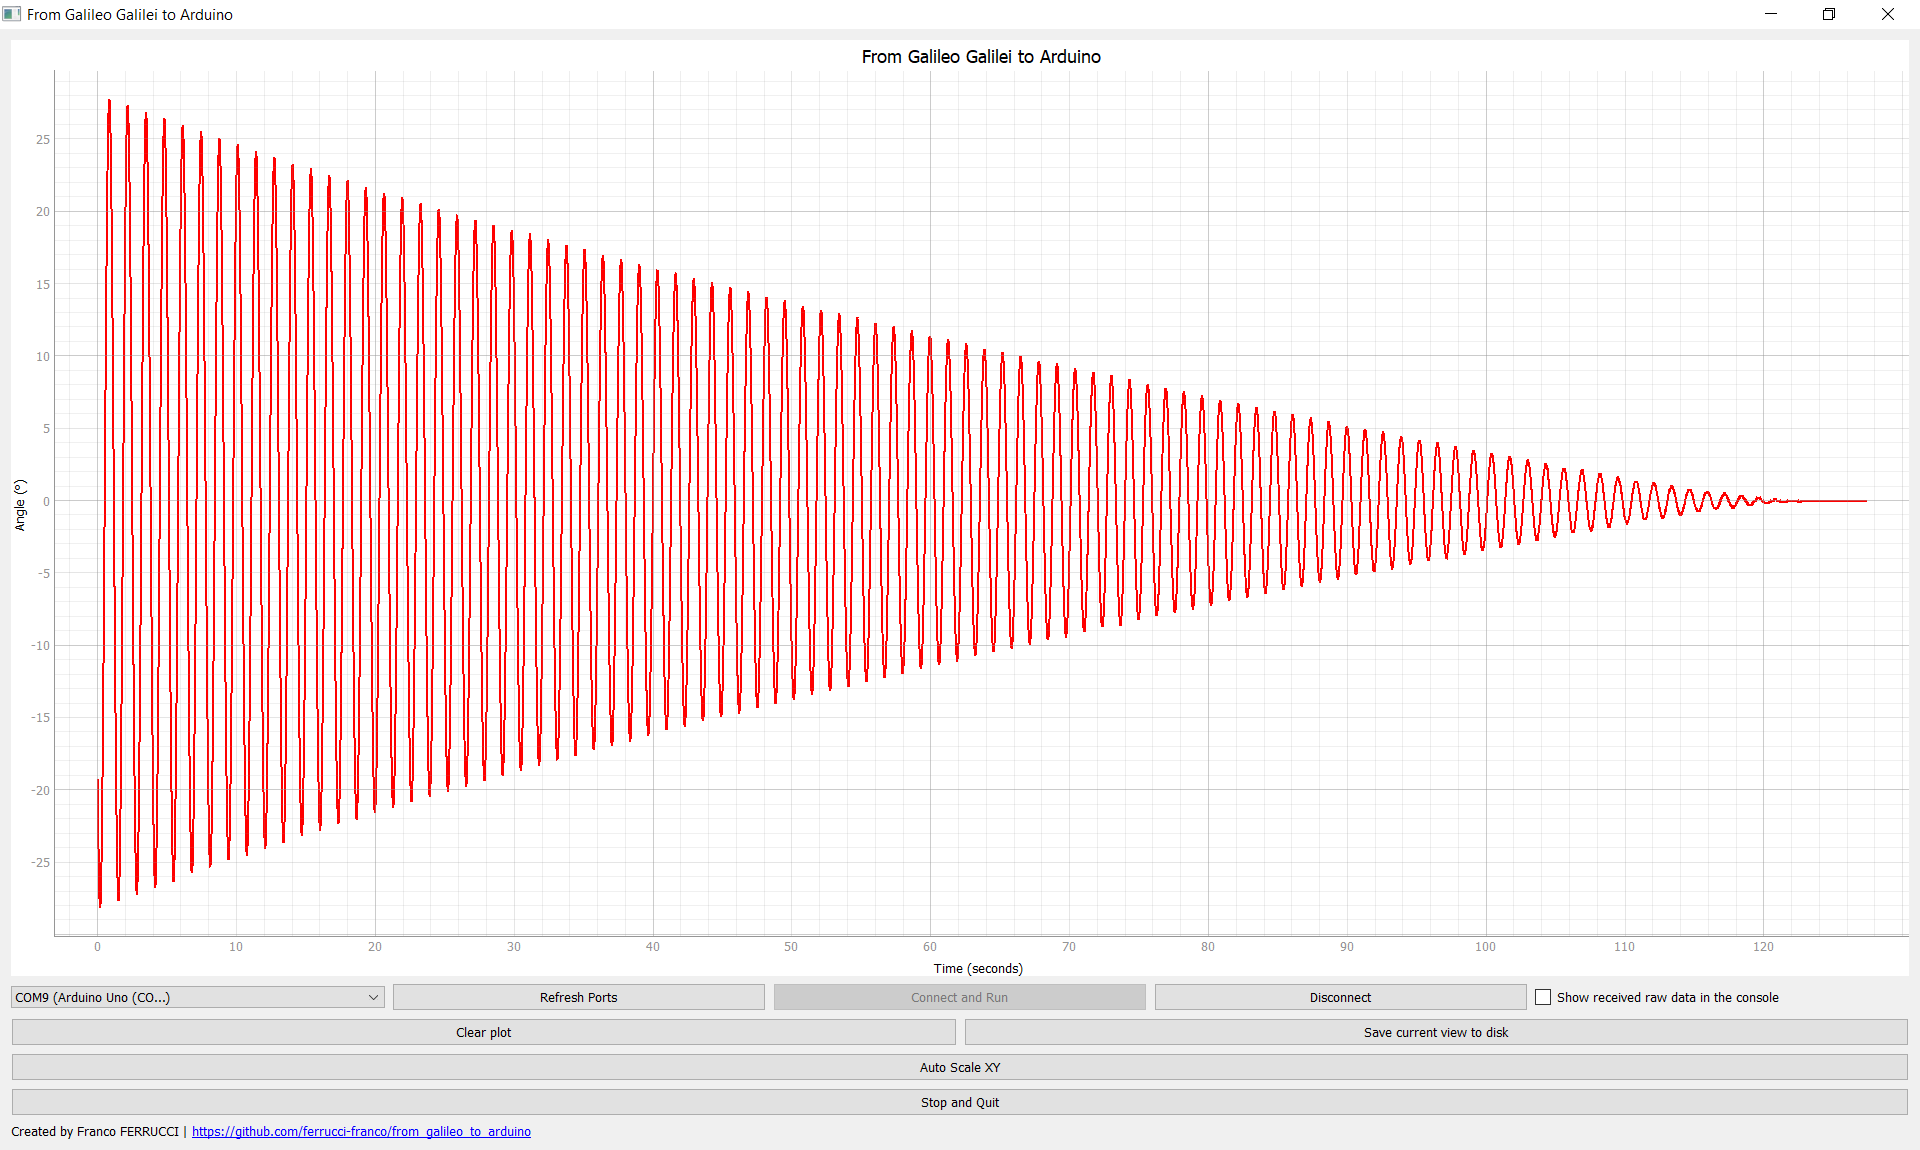 From Galileo Galilei to Arduino
From Galileo Galilei to Arduino
25
20
15
10
5
0
-5
-10
-15
-20
-25
Angle (°)
0 10 20 30 40 50 60 70 80 90 100 110 120
Time (seconds)
COM9 (Arduino Uno (CO...) Refresh Ports Connect and Run Disconnect Show received raw data in the console
Clear plot Save current view to disk
Auto Scale XY
Stop and Quit
Created by Franco FERRUCCI | https://github.com/ferrucci-franco/from_galileo_to_arduino